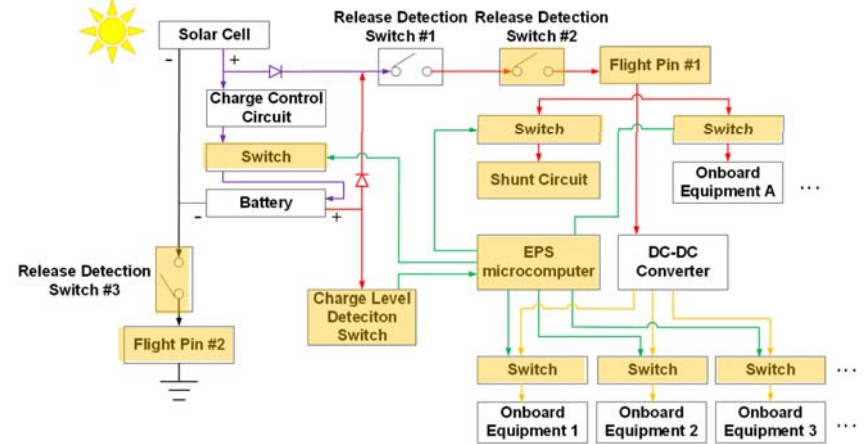 Solar Cell
-
+
Release Detection
Switch #1
Release Detection
Switch #2
Flight Pin #1
Charge Control
Circuit
Switch
Battery
-
+
Switch
Shunt Circuit
Switch
Onboard
Equipment A
...
Release Detection
Switch #3
Flight Pin #2
Charge Level
Deteciton
Switch
EPS
microcomputer
DC-DC
Converter
Switch
Switch
Switch
...
Onboard
Equipment 1
Onboard
Equipment 2
Onboard
Equipment 3
...